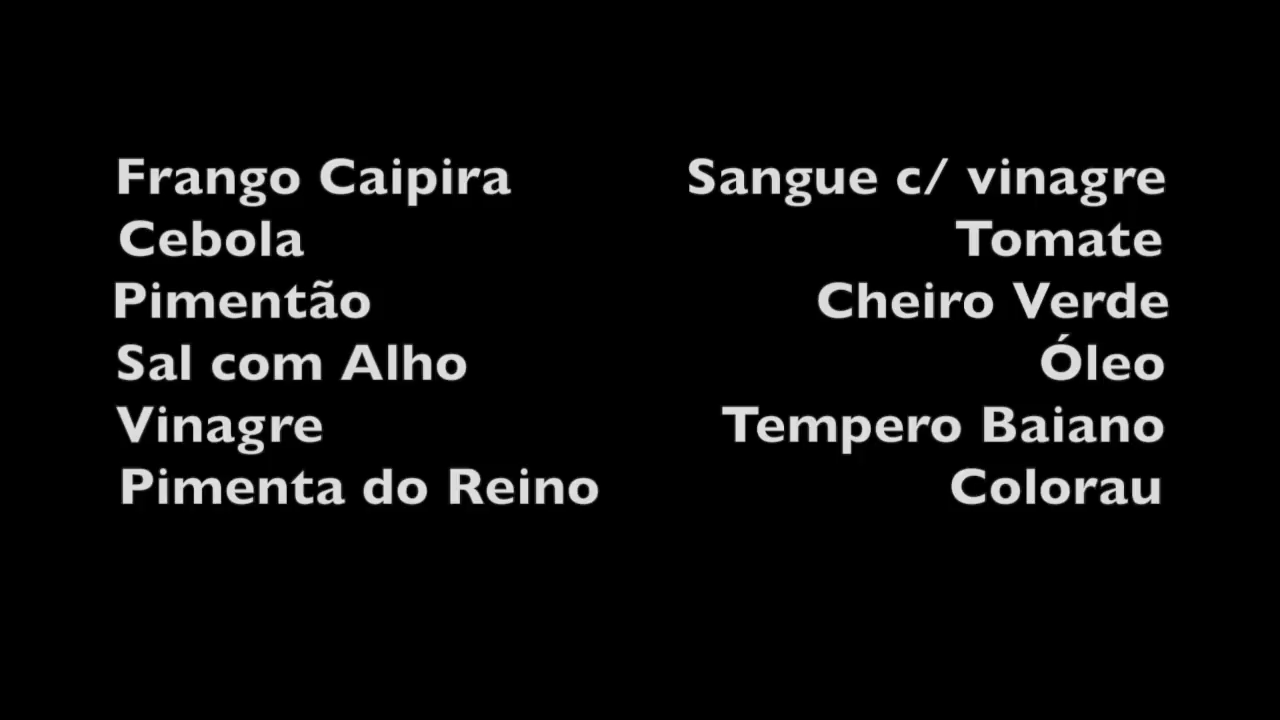 Frango Caipira
Cebola
Pimentão
Sal com Alho
Vinagre
Pimenta do Reino
Sangue c/ vinagre
Tomate
Cheiro Verde
Óleo
Tempero Baiano
Colorau